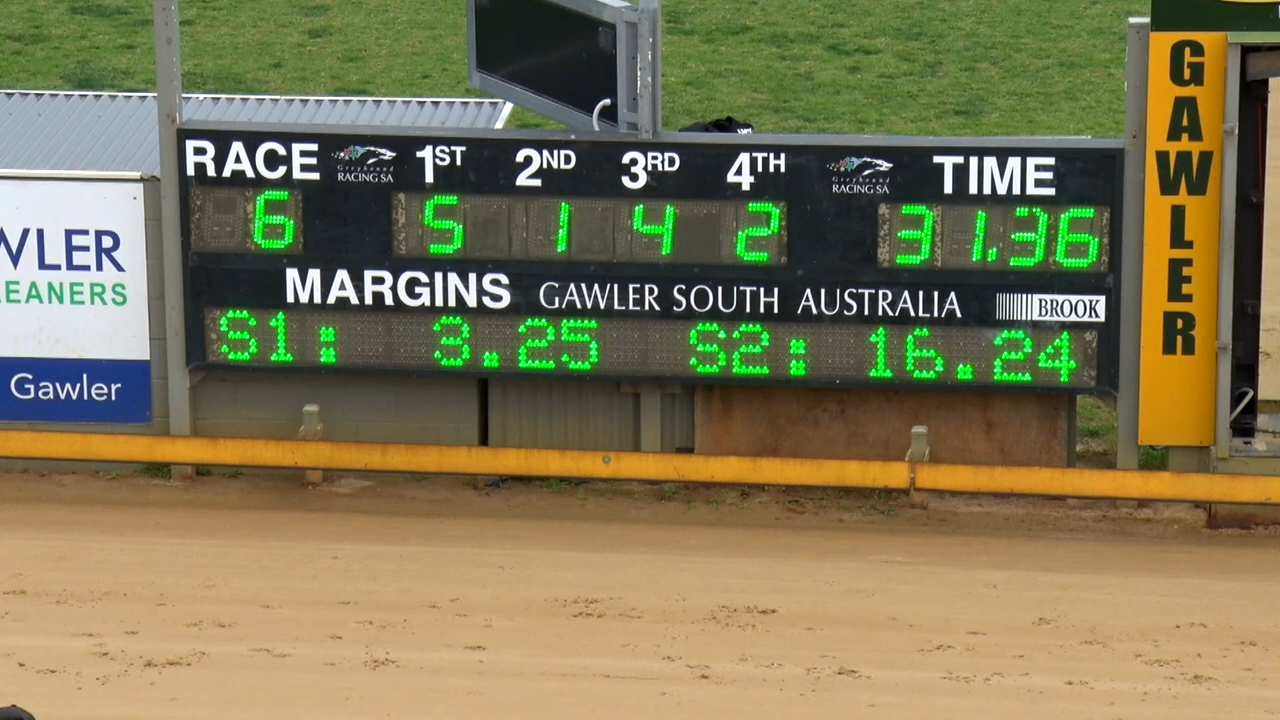 RACE
Greyhound
RACING SA
1ST 2ND 3RD 4TH
Greyhound
RACING SA
TIME
6 5 1 4 2 31.36
MARGINS GAWLER SOUTH AUSTRALIA BROOK
S1: 3.25 S2: 16.24
GAWLER
WLER
EANERS
Gawler